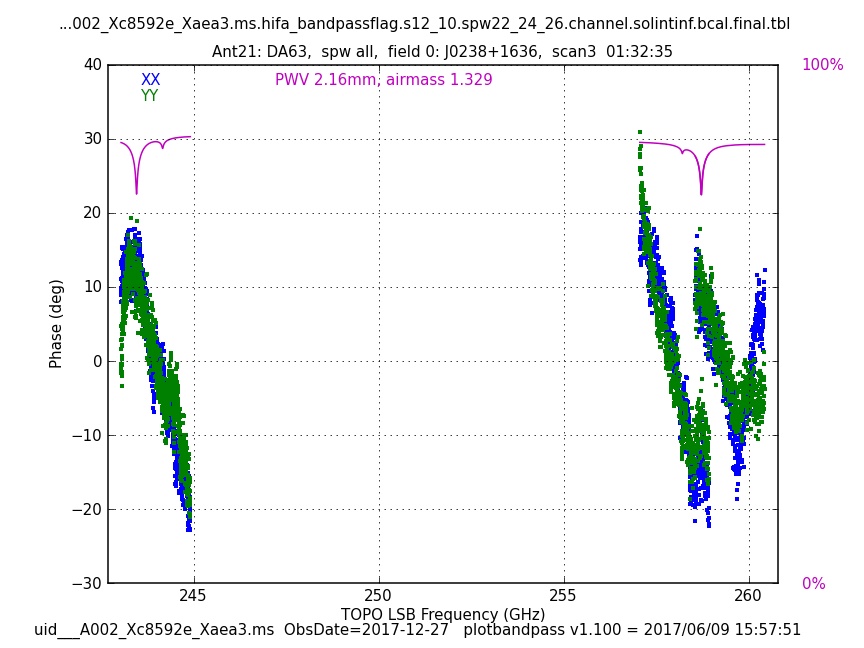 ...002_Xc8592e_Xaea3.ms.hifa_bandpassflag.s12_10.spw22_24_26.channel.solintinf.bcal.final.tbl
Ant21: DA63,  spw all,  field 0: J0238+1636,  scan3  01:32:35
40 XX PWV 2.16mm, airmass 1.329 100%
YY
30
20
10
Phase (deg)
0
−10
−20
−30 0%
245 250 255 260
TOPO LSB Frequency (GHz)
uid___A002_Xc8592e_Xaea3.ms  ObsDate=2017-12-27   plotbandpass v1.100 = 2017/06/09 15:57:51